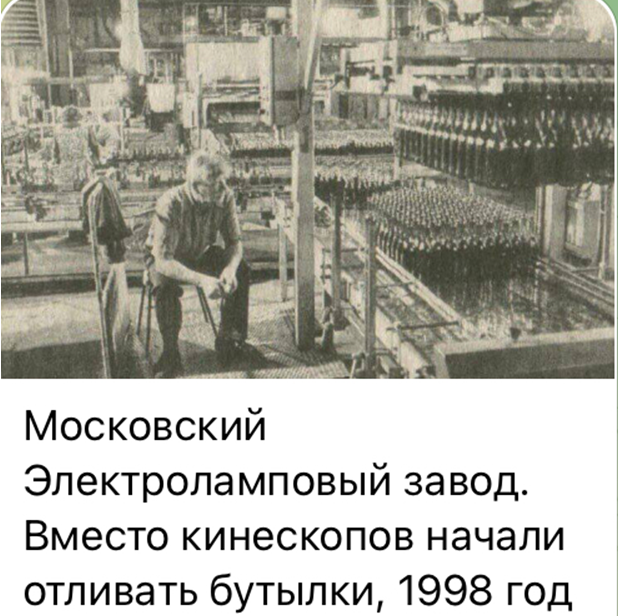 Московский
Электроламповый завод.
Вместо кинескопов начали
отливать бутылки, 1998 год